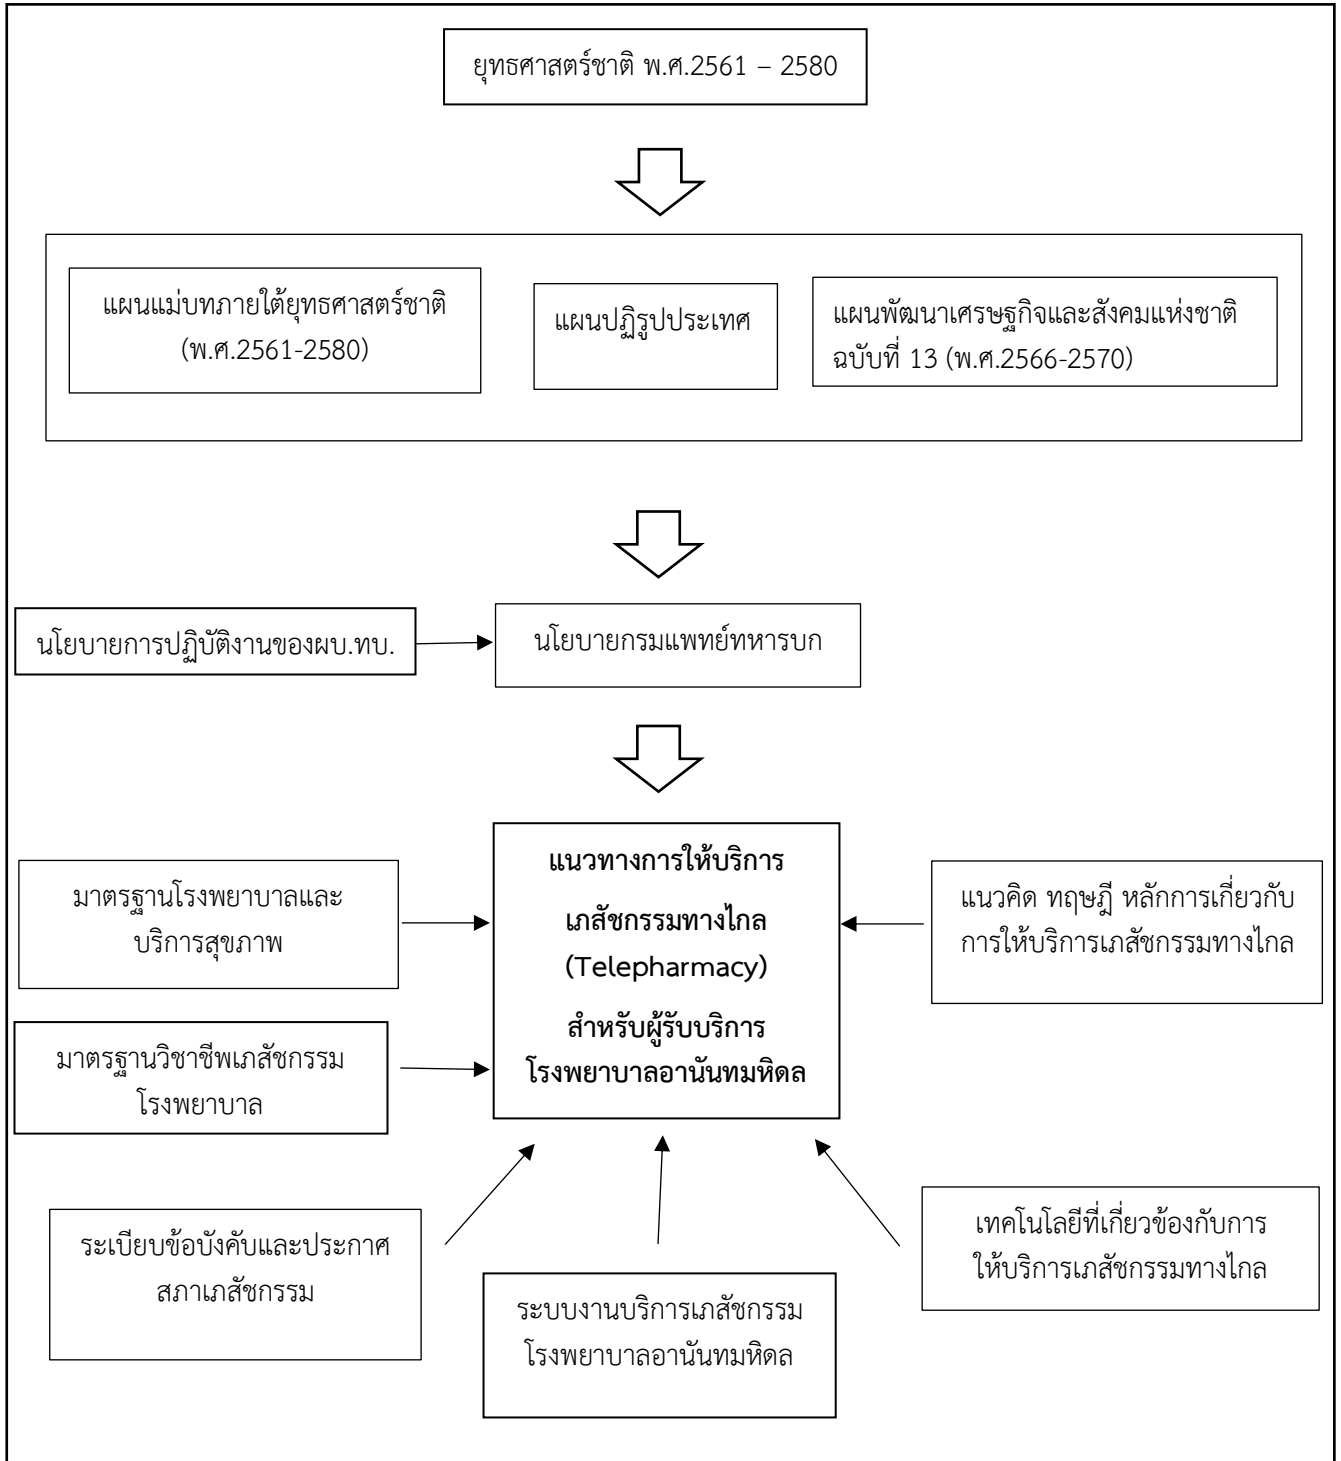 ยุทธศาสตร์ชาติ พ.ศ.2561 – 2580
แผนแม่บทภายใต้ยุทธศาสตร์ชาติ
(พ.ศ.2561-2580)
แผนปฏิรูปประเทศ
แผนพัฒนาเศรษฐกิจและสังคมแห่งชาติ
ฉบับที่ 13 (พ.ศ.2566-2570)
นโยบายการปฏิบัติงานของผบ.ทบ.
นโยบายกรมแพทย์ทหารบก
มาตรฐานโรงพยาบาลและ
บริการสุขภาพ
แนวทางการให้บริการ
เภสัชกรรมทางไกล
(Telepharmacy)
สำหรับผู้รับบริการ
โรงพยาบาลอานันทมหิดล
แนวคิด ทฤษฎี หลักการเกี่ยวกับ
การให้บริการเภสัชกรรมทางไกล
มาตรฐานวิชาชีพเภสัชกรรม
โรงพยาบาล
ระเบียบข้อบังคับและประกาศ
สภาเภสัชกรรม
ระบบงานบริการเภสัชกรรม
โรงพยาบาลอานันทมหิดล
เทคโนโลยีที่เกี่ยวข้องกับการ
ให้บริการเภสัชกรรมทางไกล